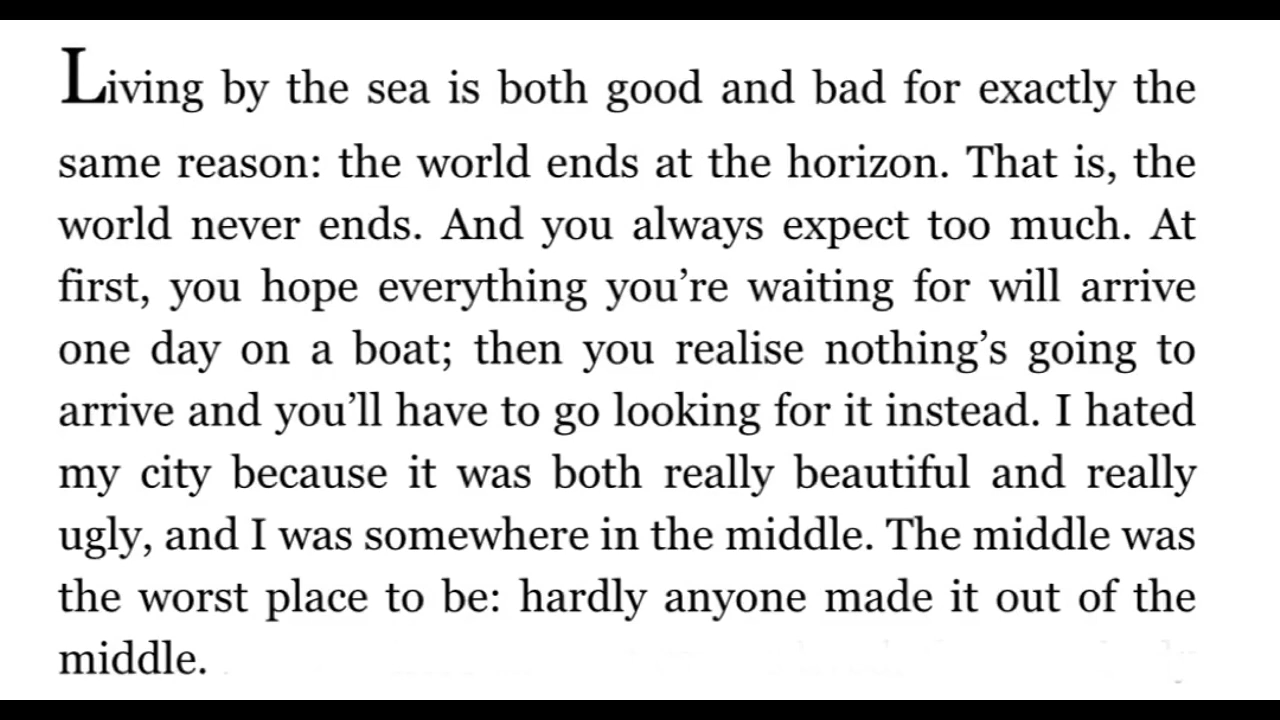 Living by the sea is both good and bad for exactly the
same reason: the world ends at the horizon. That is, the
world never ends. And you always expect too much. At
first, you hope everything you’re waiting for will arrive
one day on a boat; then you realise nothing’s going to
arrive and you’ll have to go looking for it instead. I hated
my city because it was both really beautiful and really
ugly, and I was somewhere in the middle. The middle was
the worst place to be: hardly anyone made it out of the
middle.